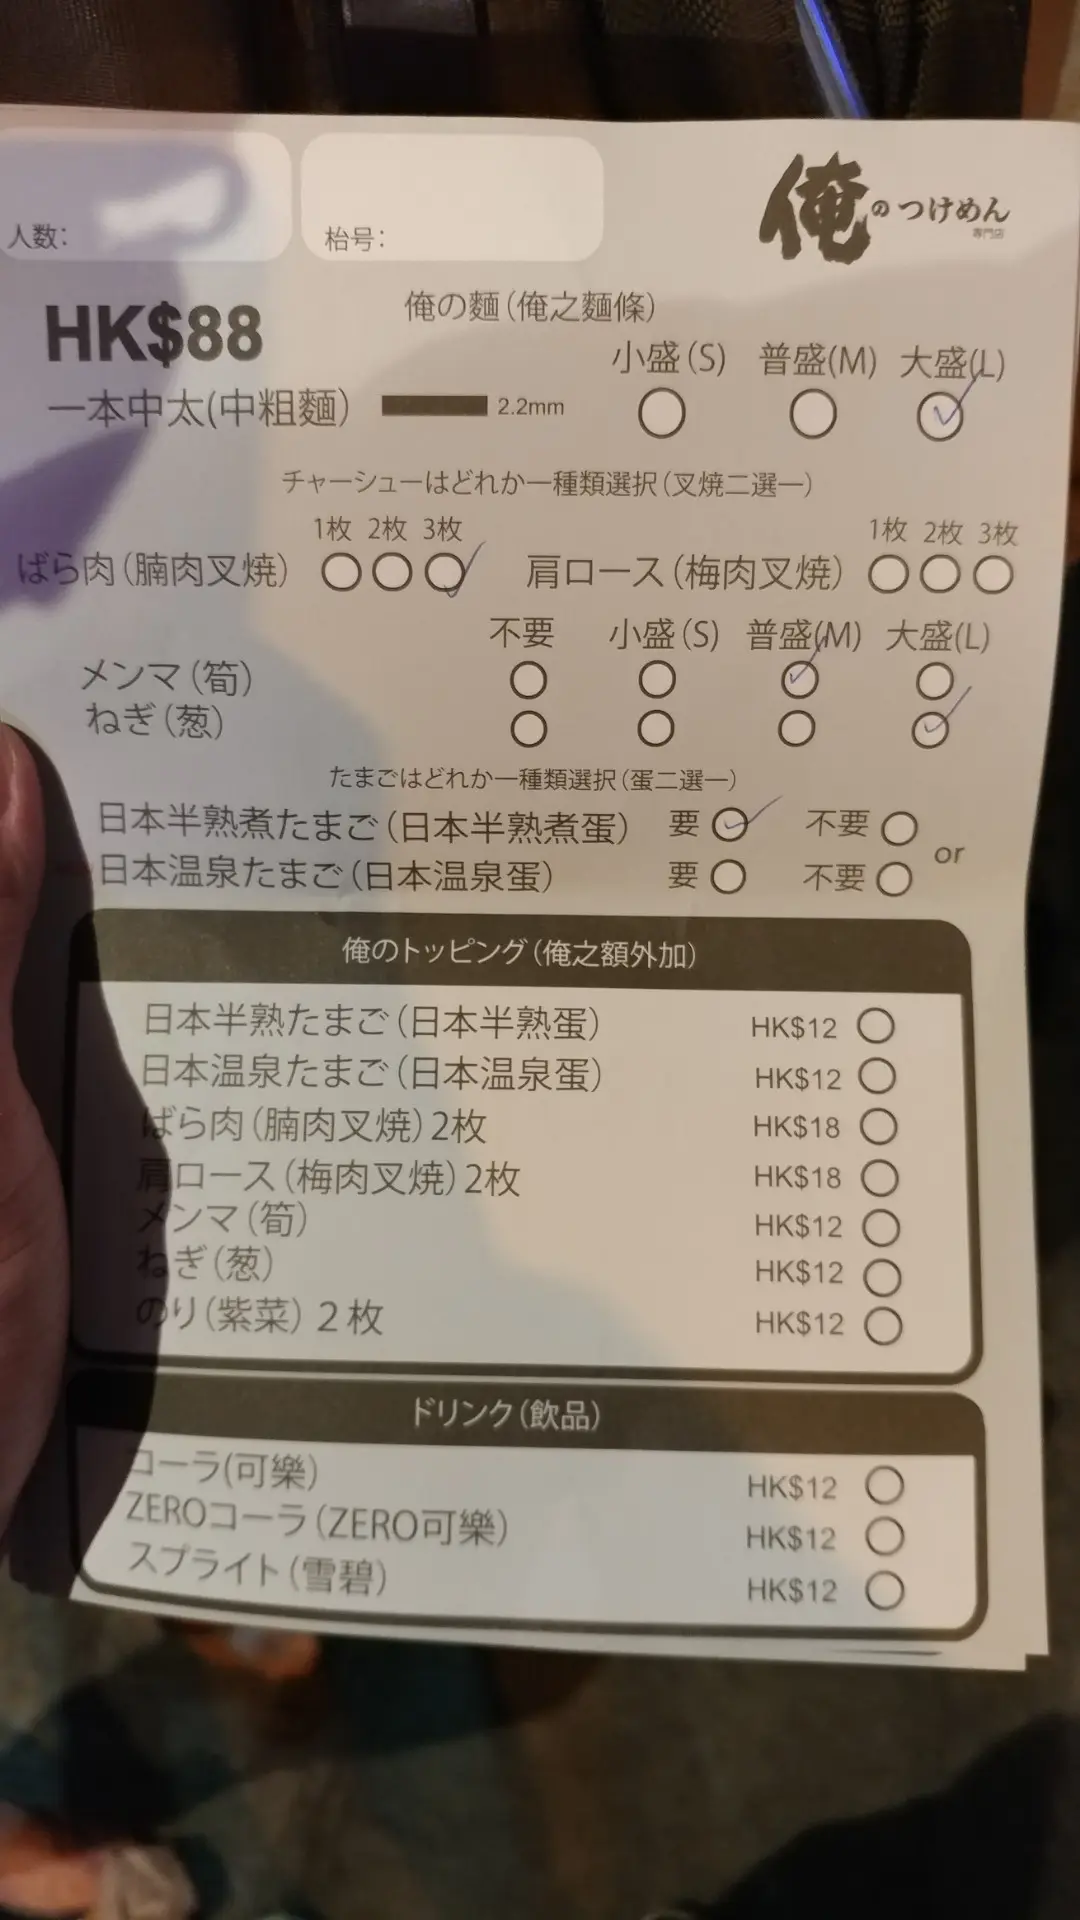 人数：
枱号：
俺のつけめん
専門店
HK$88
俺の麺（俺之麵條）
小盛（S) 普盛(M) 大盛(L)
一本中太(中粗麵） 2.2mm
チャーシューはどれか一種類選択（叉焼二選一）
1枚 2枚 3枚 1枚 2枚 3枚
ばら肉（腩肉叉焼） 肩ロース（梅肉叉焼）
不要 小盛（S) 普盛(M) 大盛(L)
メンマ（筍）
ねぎ（葱）
たまごはどれか一種類選択（蛋二選一）
日本半熟煮たまご（日本半熟煮蛋） 要 不要
or
日本温泉たまご（日本温泉蛋） 要 不要
俺のトッピング（俺之額外加）
日本半熟たまご（日本半熟蛋） HK$12
日本温泉たまご（日本温泉蛋） HK$12
ばら肉（腩肉叉焼）2枚 HK$18
肩ロース（梅肉叉焼）2枚 HK$18
メンマ（筍） HK$12
ねぎ（葱） HK$12
のり（紫菜）２枚 HK$12
ドリンク（飲品）
コーラ(可樂） HK$12
ZEROコーラ（ZERO可樂） HK$12
スプライト（雪碧） HK$12